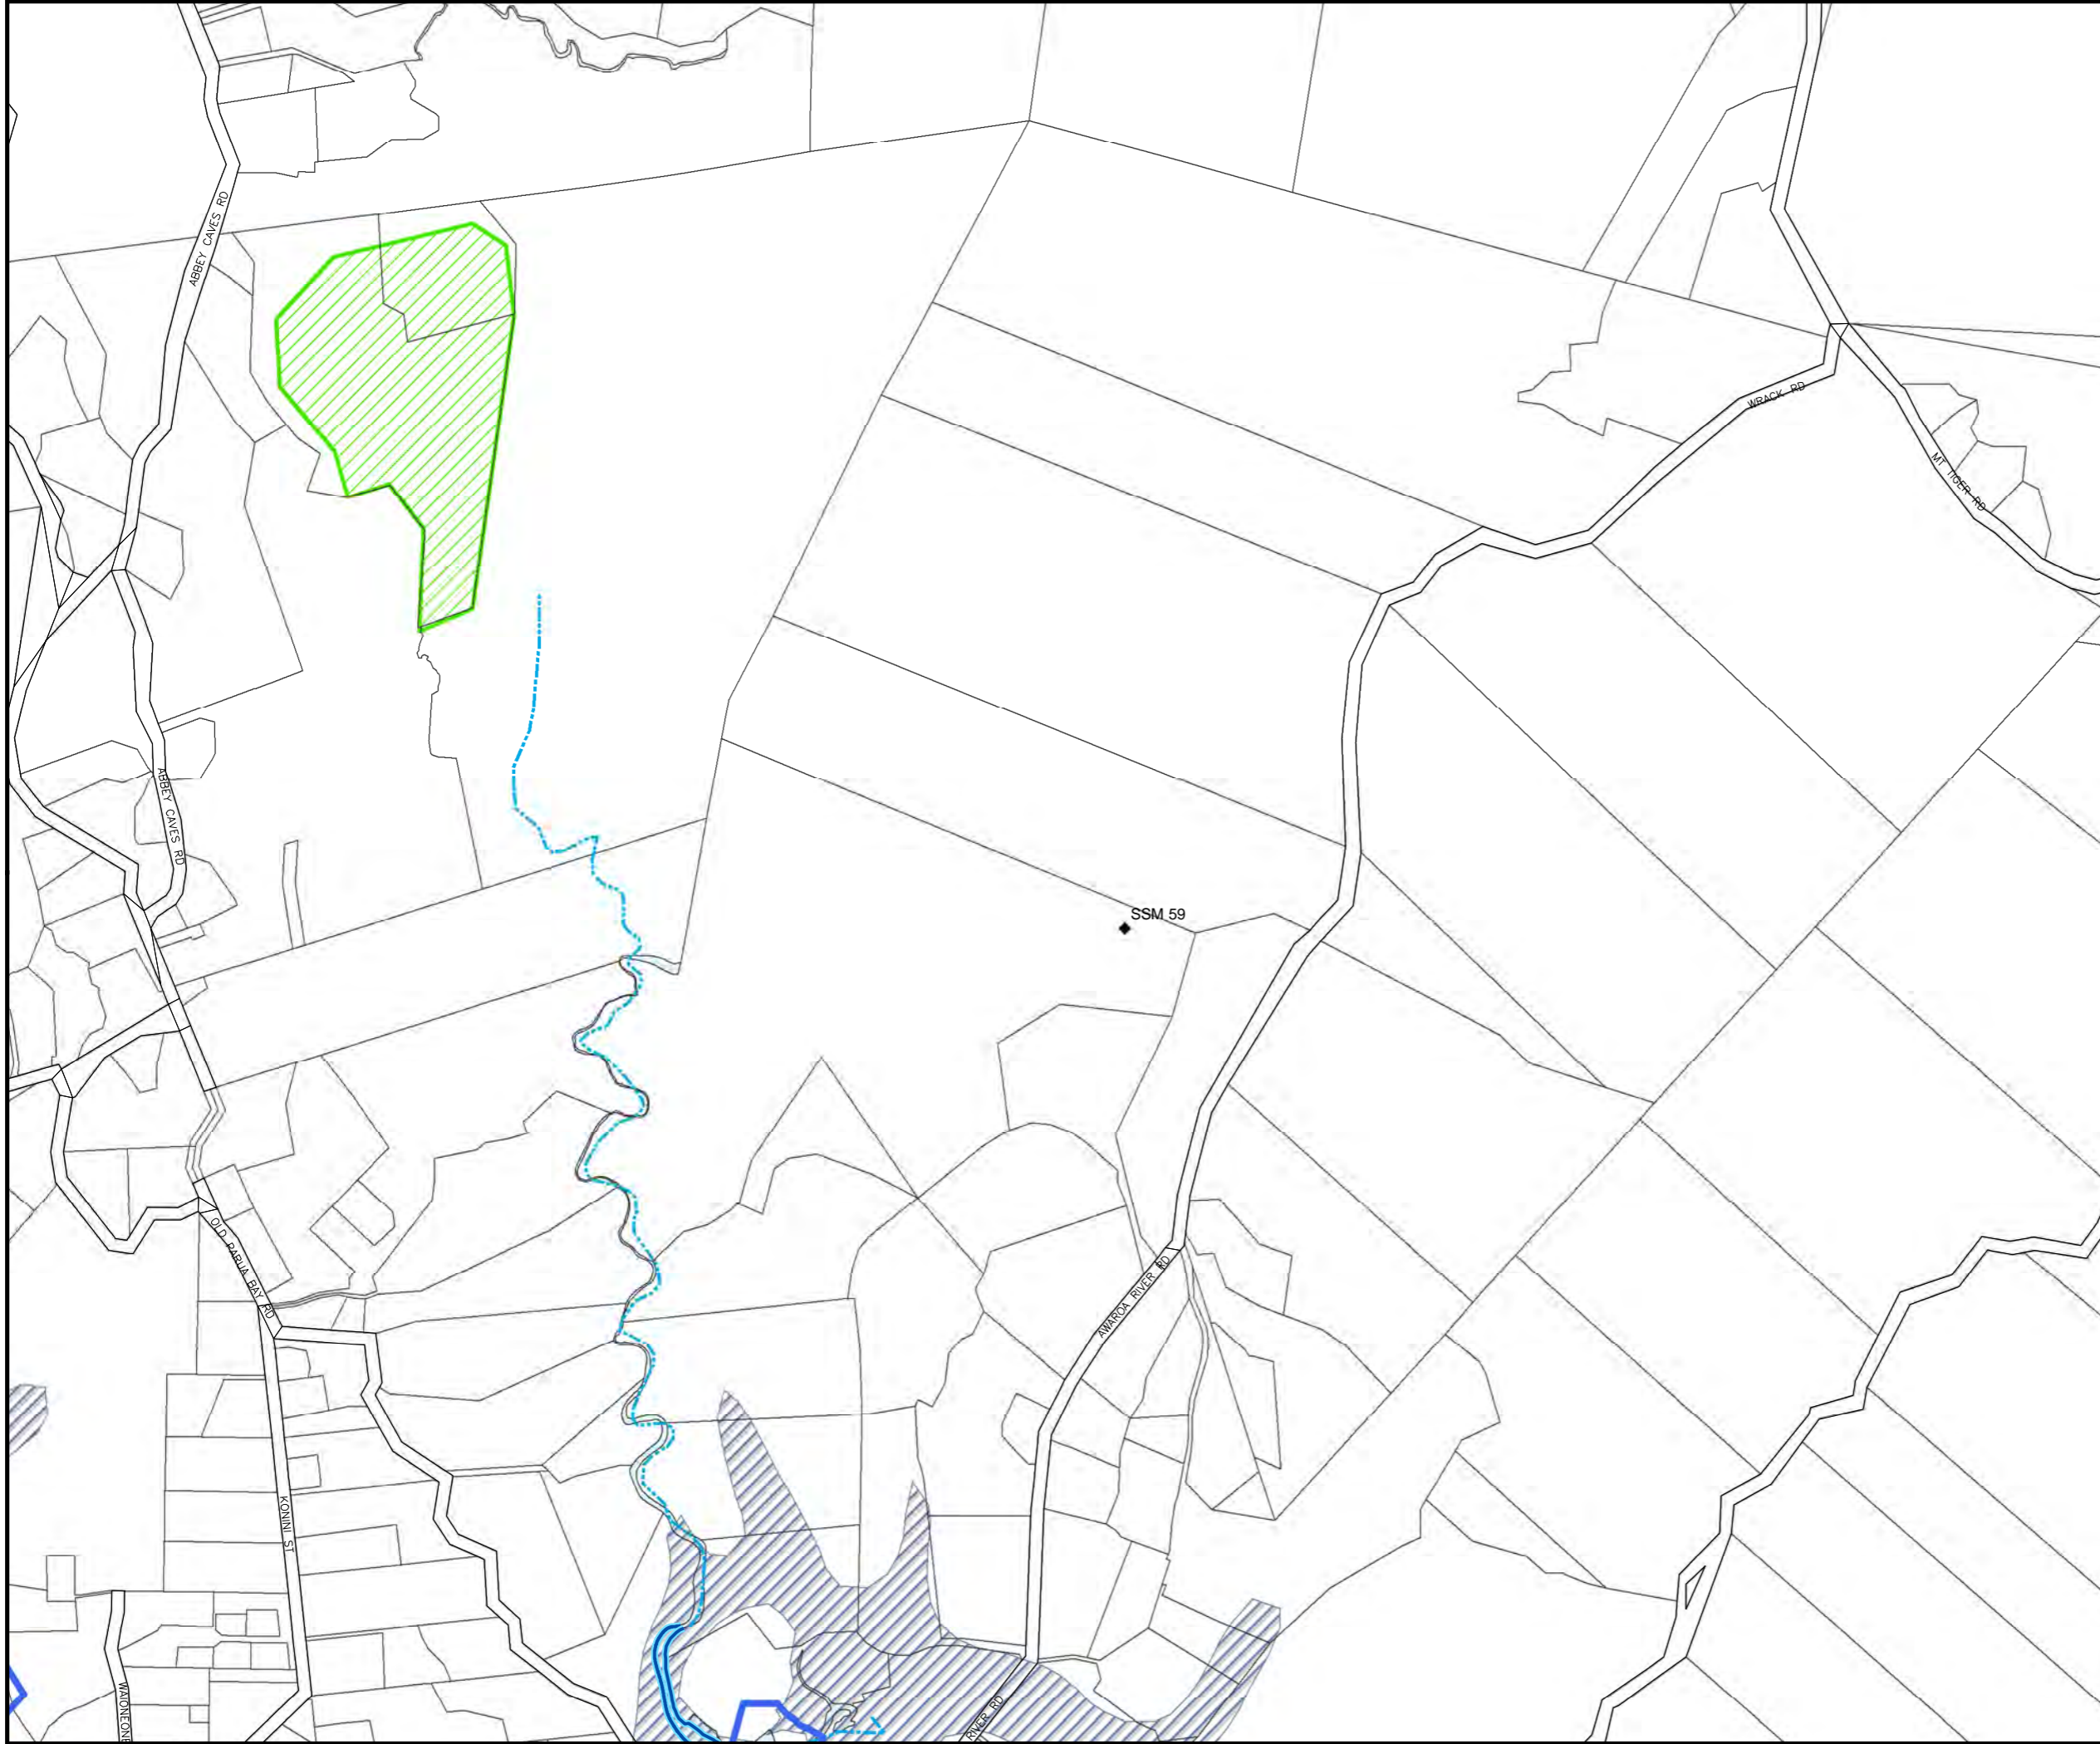 ABBEY CAVES RD
WRACK RD
MT TIGER RD
ABBEY CAVES RD
SSM 59
OLD PARUA BAY RD
AWAROA RIVER RD
KONINI ST
RIVER RD